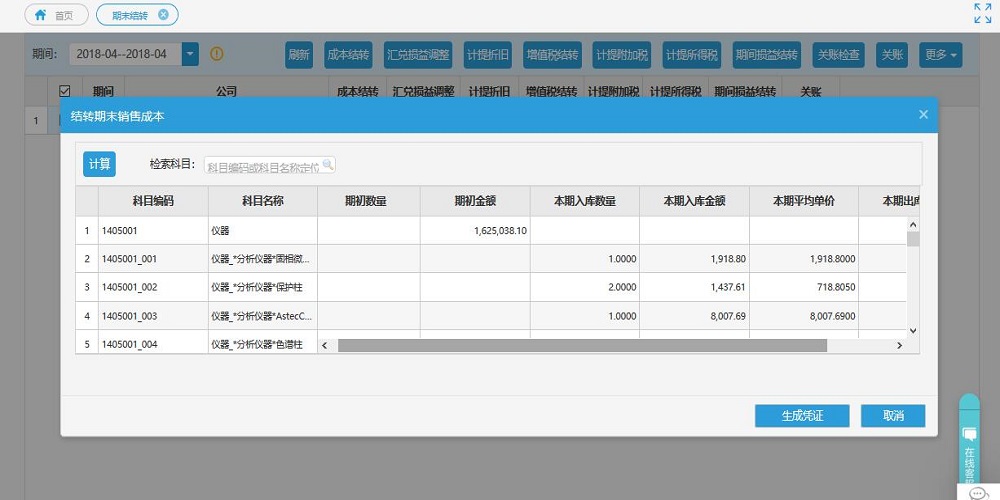 首页 期末结转
期间： 2018-04--2018-04 刷新 成本结转 汇兑损益调整 计提折旧 增值税结转 计提附加税 计提所得税 期间损益结转 关账检查 关账 更多
期间 公司 成本结转 汇兑损益调整 计提折旧 增值税结转 计提附加税 计提所得税 期间损益结转 关账
1
结转期末销售成本
计算 检索科目： 科目编码或科目名称定位
科目编码 科目名称 期初数量 期初金额 本期入库数量 本期入库金额 本期平均单价 本期出库
1 1405001 仪器 1,625,038.10
2 1405001_001 仪器_*分析仪器*固相微... 1.0000 1,918.80 1,918.8000
3 1405001_002 仪器_*分析仪器*保护柱 2.0000 1,437.61 718.8050
4 1405001_003 仪器_*分析仪器*AstecC... 1.0000 8,007.69 8,007.6900
5 1405001_004 仪器_*分析仪器*色谱柱
生成凭证 取消
在线客服